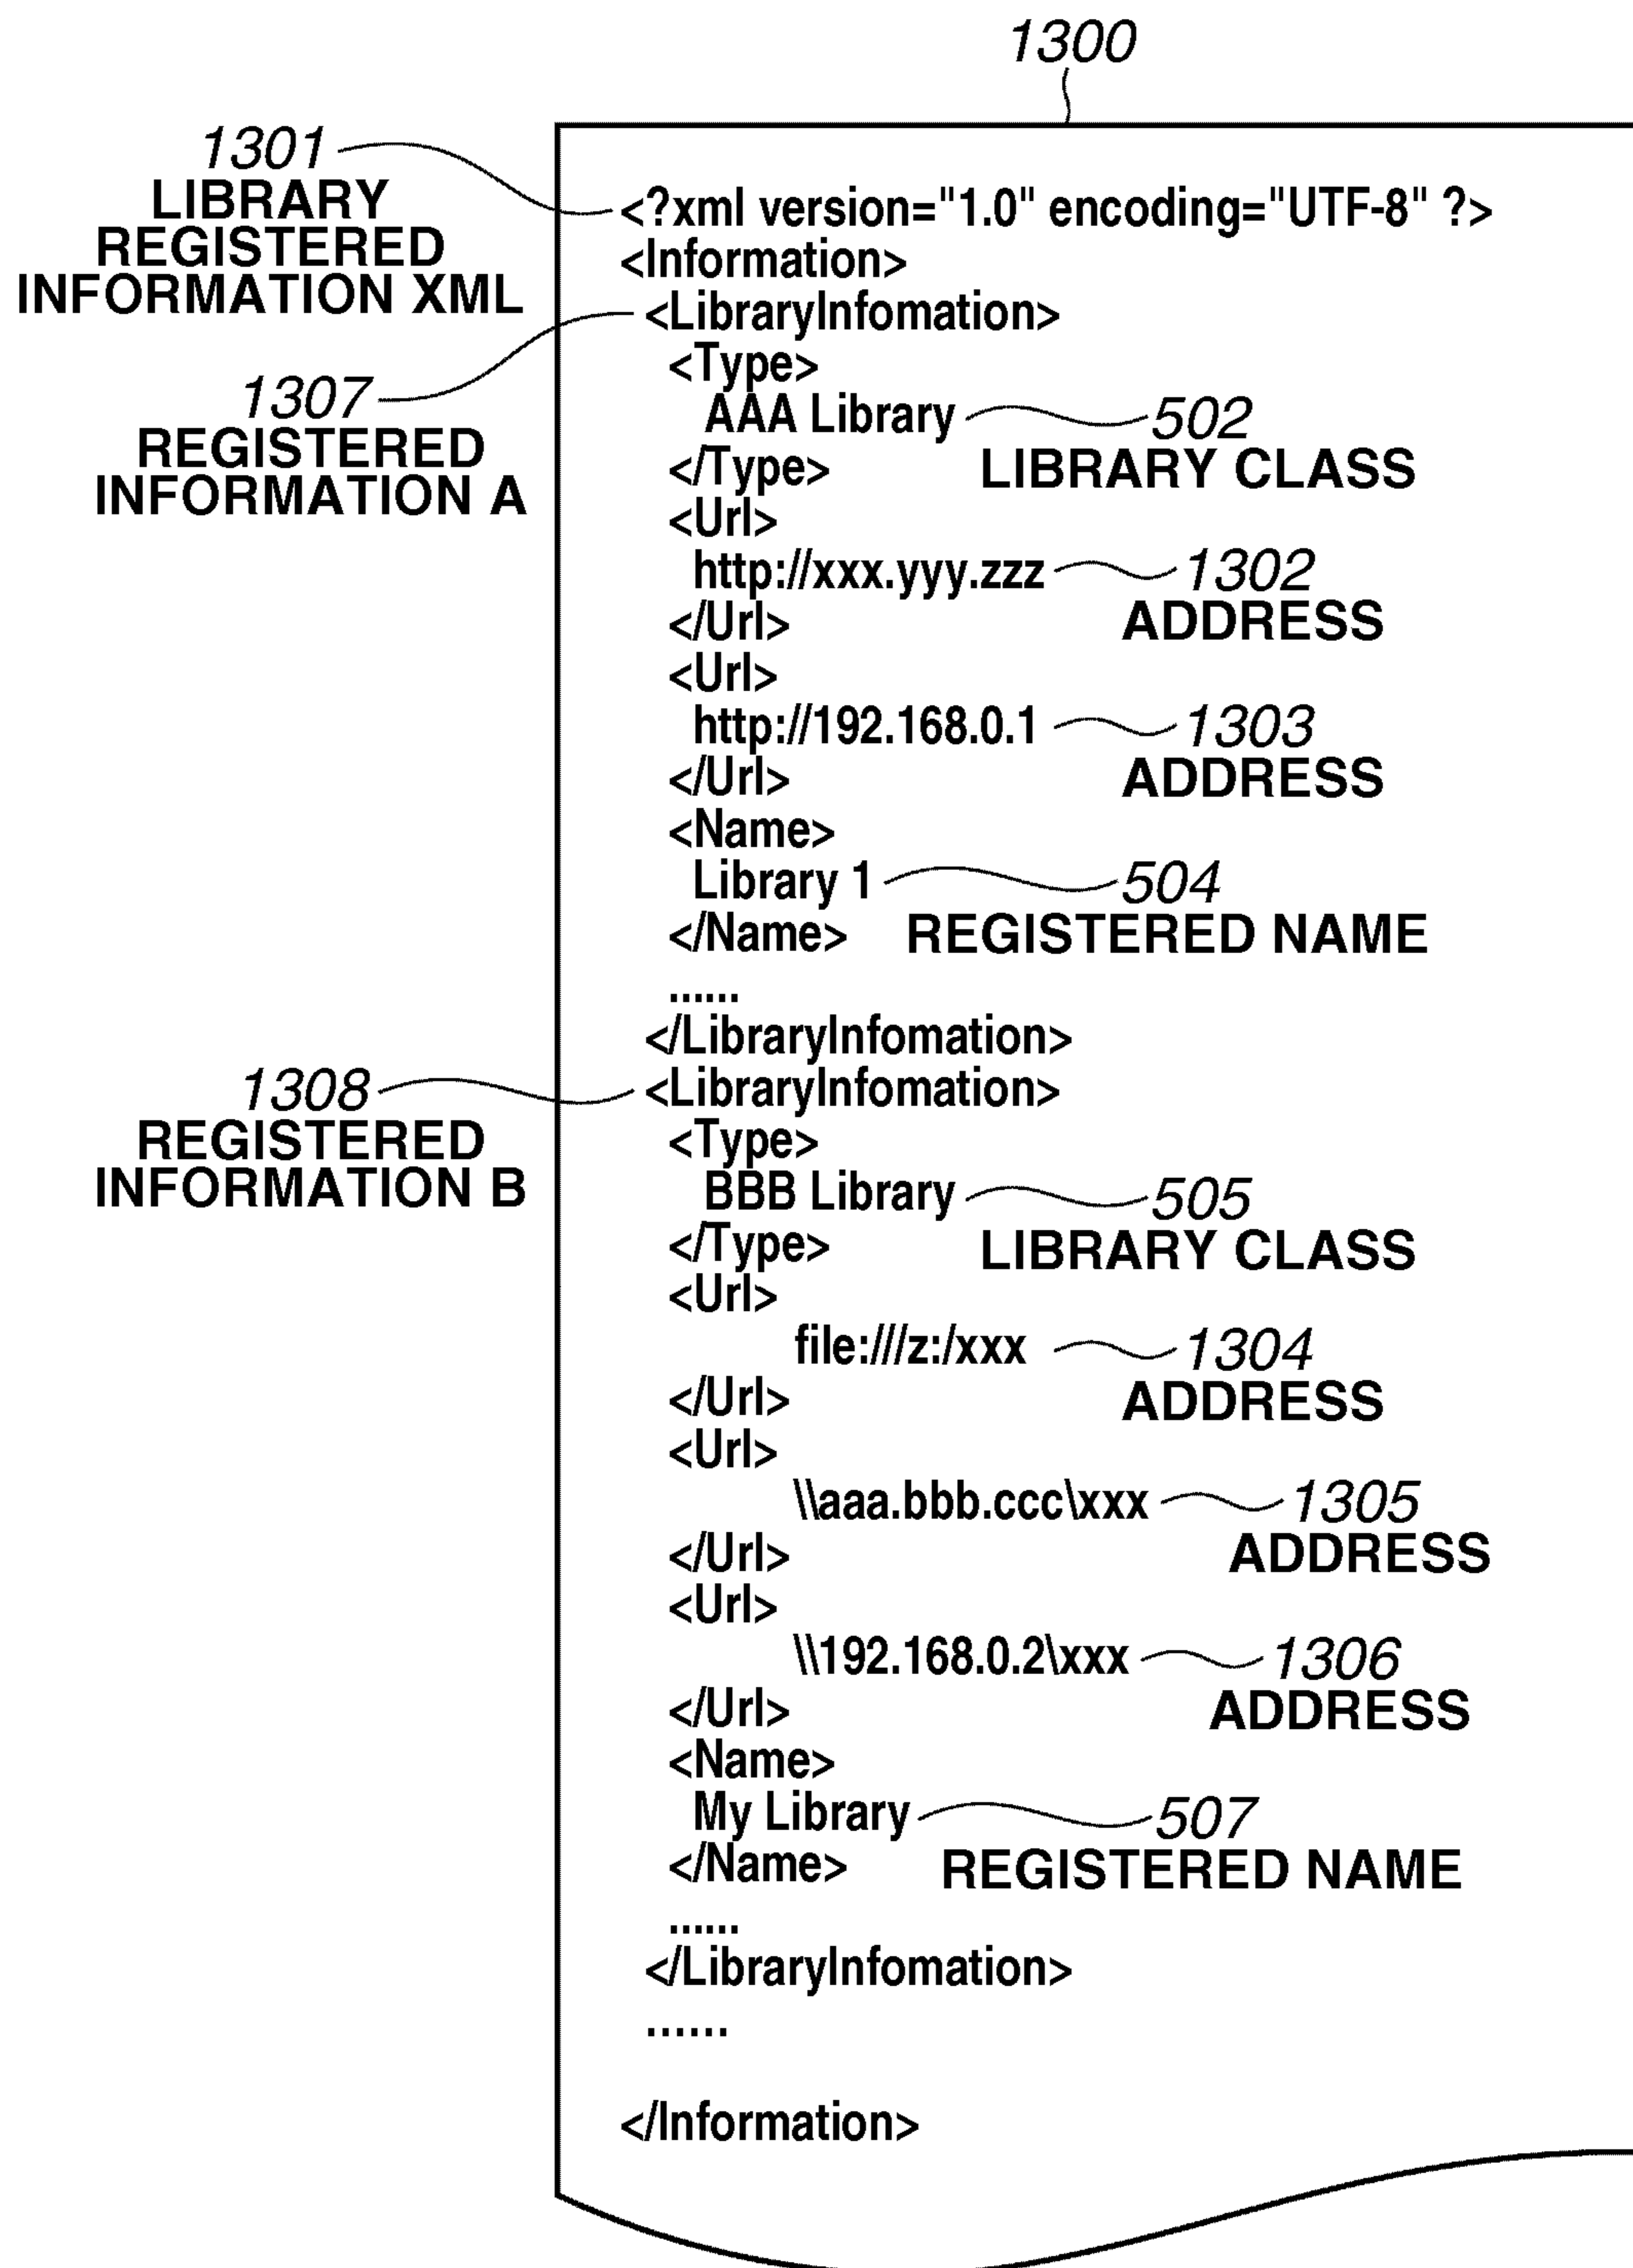 1300
1301
LIBRARY
REGISTERED
INFORMATION XML
<?xml version="1.0" encoding="UTF-8" ?>
<Information>
<LibraryInfomation>
1307
REGISTERED
INFORMATION A
<Type>
AAA Library 502
</Type> LIBRARY CLASS
<Url>
http://xxx.yyy.zzz 1302
</Url> ADDRESS
<Url>
http://192.168.0.1 1303
</Url> ADDRESS
<Name>
Library 1 504
</Name> REGISTERED NAME
......
</LibraryInfomation>
1308
REGISTERED
INFORMATION B
<LibraryInfomation>
<Type>
BBB Library 505
</Type> LIBRARY CLASS
<Url>
file:///z:/xxx 1304
</Url> ADDRESS
<Url>
\\aaa.bbb.ccc\xxx 1305
</Url> ADDRESS
<Url>
\\192.168.0.2\xxx 1306
</Url> ADDRESS
<Name>
My Library 507
</Name> REGISTERED NAME
......
</LibraryInfomation>
......
</Information>